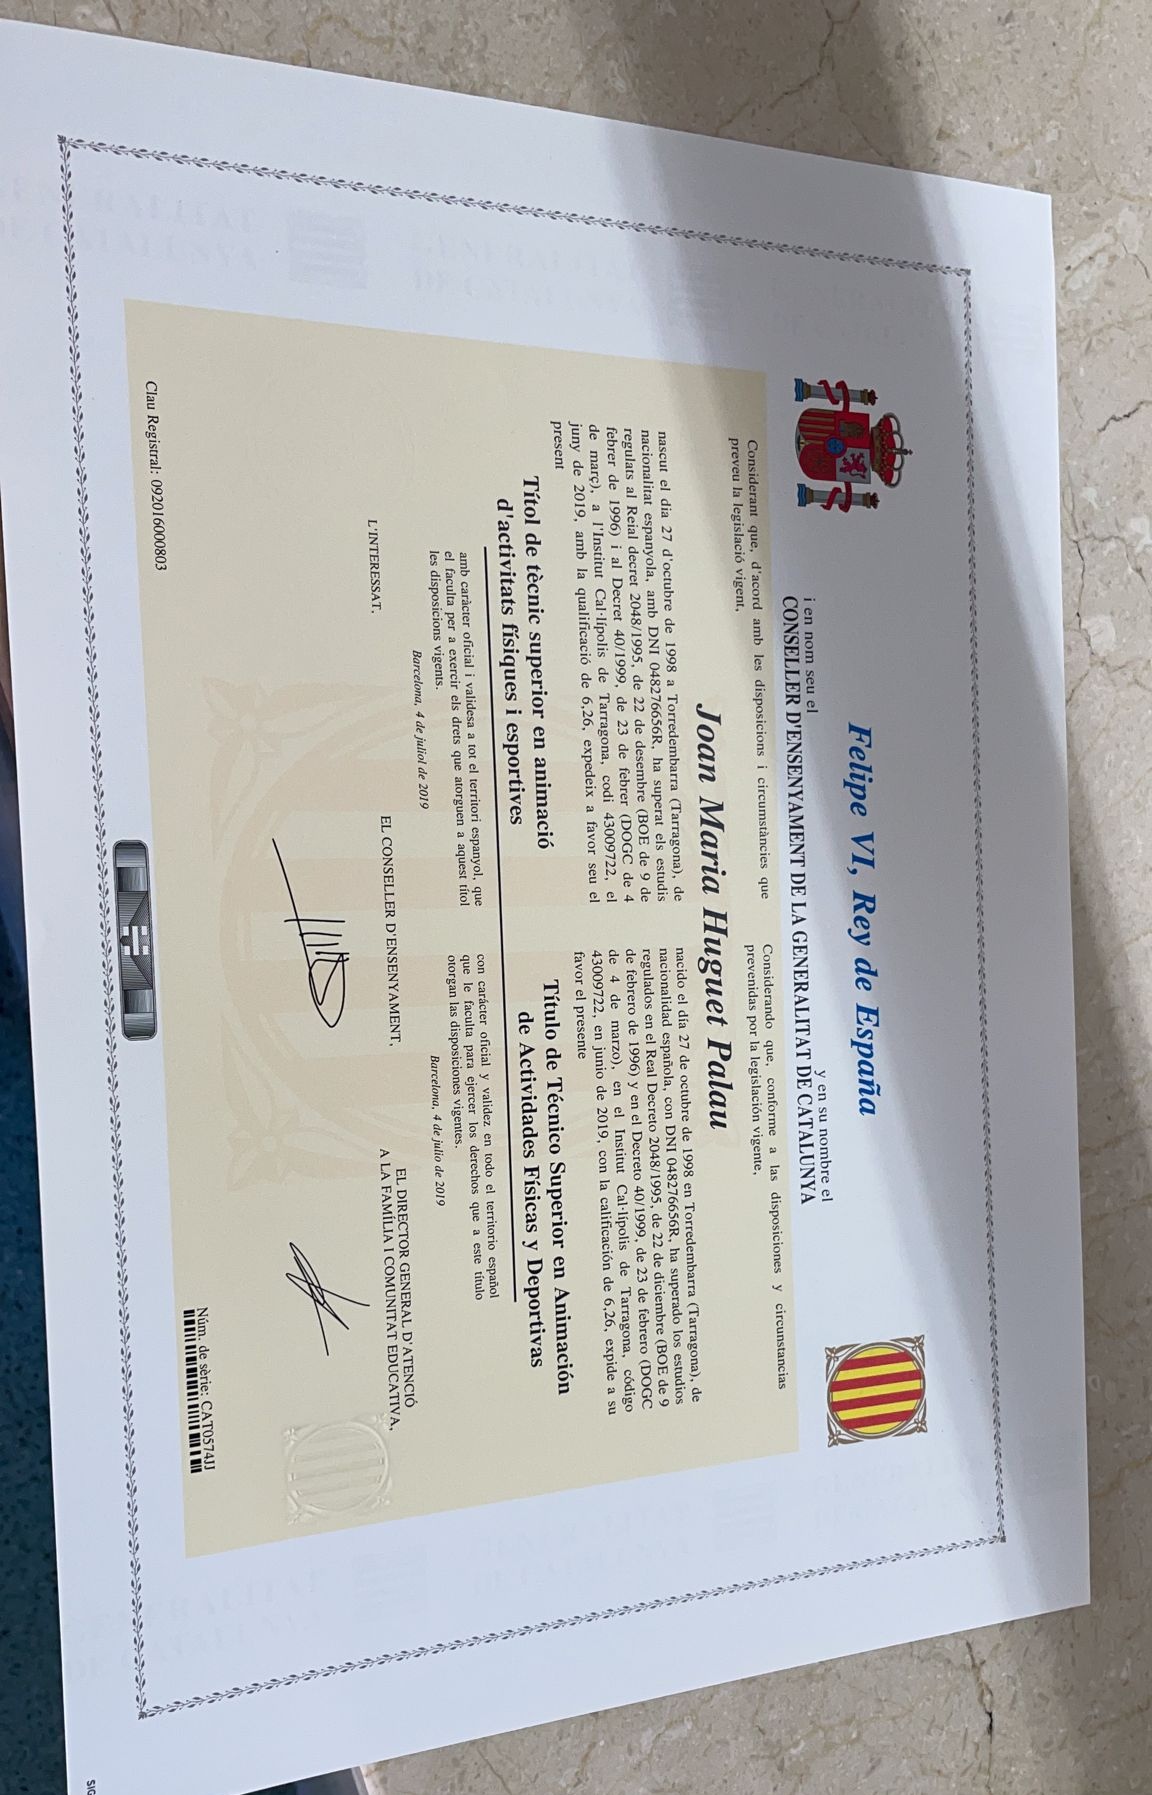 Felipe VI, Rey de España
i en nom seu el
y en su nombre el
CONSELLER D'ENSENYAMENT DE LA GENERALITAT DE CATALUNYA
Considerant que, d'acord amb les disposicions i circumstàncies que
preveu la legislació vigent,
Considerando que, conforme a las disposiciones y circunstancias
prevenidas por la legislación vigente,
Joan Maria Huguet Palau
nascut el dia 27 d'octubre de 1998 a Torredembarra (Tarragona), de
nacionalitat espanyola, amb DNI 048276656R, ha superat els estudis
regulats al Reial decret 2048/1995, de 22 de desembre (BOE de 9 de
febrer de 1996) i al Decret 40/1999, de 23 de febrer (DOGC de 4
de març), a l'Institut Cal·lípolis de Tarragona, codi 43009722, el
juny de 2019, amb la qualificació de 6,26, expedeix a favor seu el
present
nacido el día 27 de octubre de 1998 en Torredembarra (Tarragona), de
nacionalidad española, con DNI 048276656R, ha superado los estudios
regulados en el Real Decreto 2048/1995, de 22 de diciembre (BOE de 9
de febrero de 1996) y en el Decreto 40/1999, de 23 de febrero (DOGC
de 4 de marzo), en el Institut Cal·lípolis de Tarragona, código
43009722, en junio de 2019, con la calificación de 6,26, expide a su
favor el presente
Títol de tècnic superior en animació
d'activitats físiques i esportives
Título de Técnico Superior en Animación
de Actividades Físicas y Deportivas
amb caràcter oficial i validesa a tot el territori espanyol, que
el faculta per a exercir els drets que atorguen a aquest títol
les disposicions vigents.
con carácter oficial y validez en todo el territorio español
que le faculta para ejercer los derechos que a este título
otorgan las disposiciones vigentes.
Barcelona, 4 de juliol de 2019
Barcelona, 4 de julio de 2019
L'INTERESSAT,
EL CONSELLER D'ENSENYAMENT,
EL DIRECTOR GENERAL D'ATENCIÓ
A LA FAMÍLIA I COMUNITAT EDUCATIVA,
Clau Registral: 092016000803
Núm. de sèrie: CAT0574JJ
GENERALITAT
DE CATALUNYA